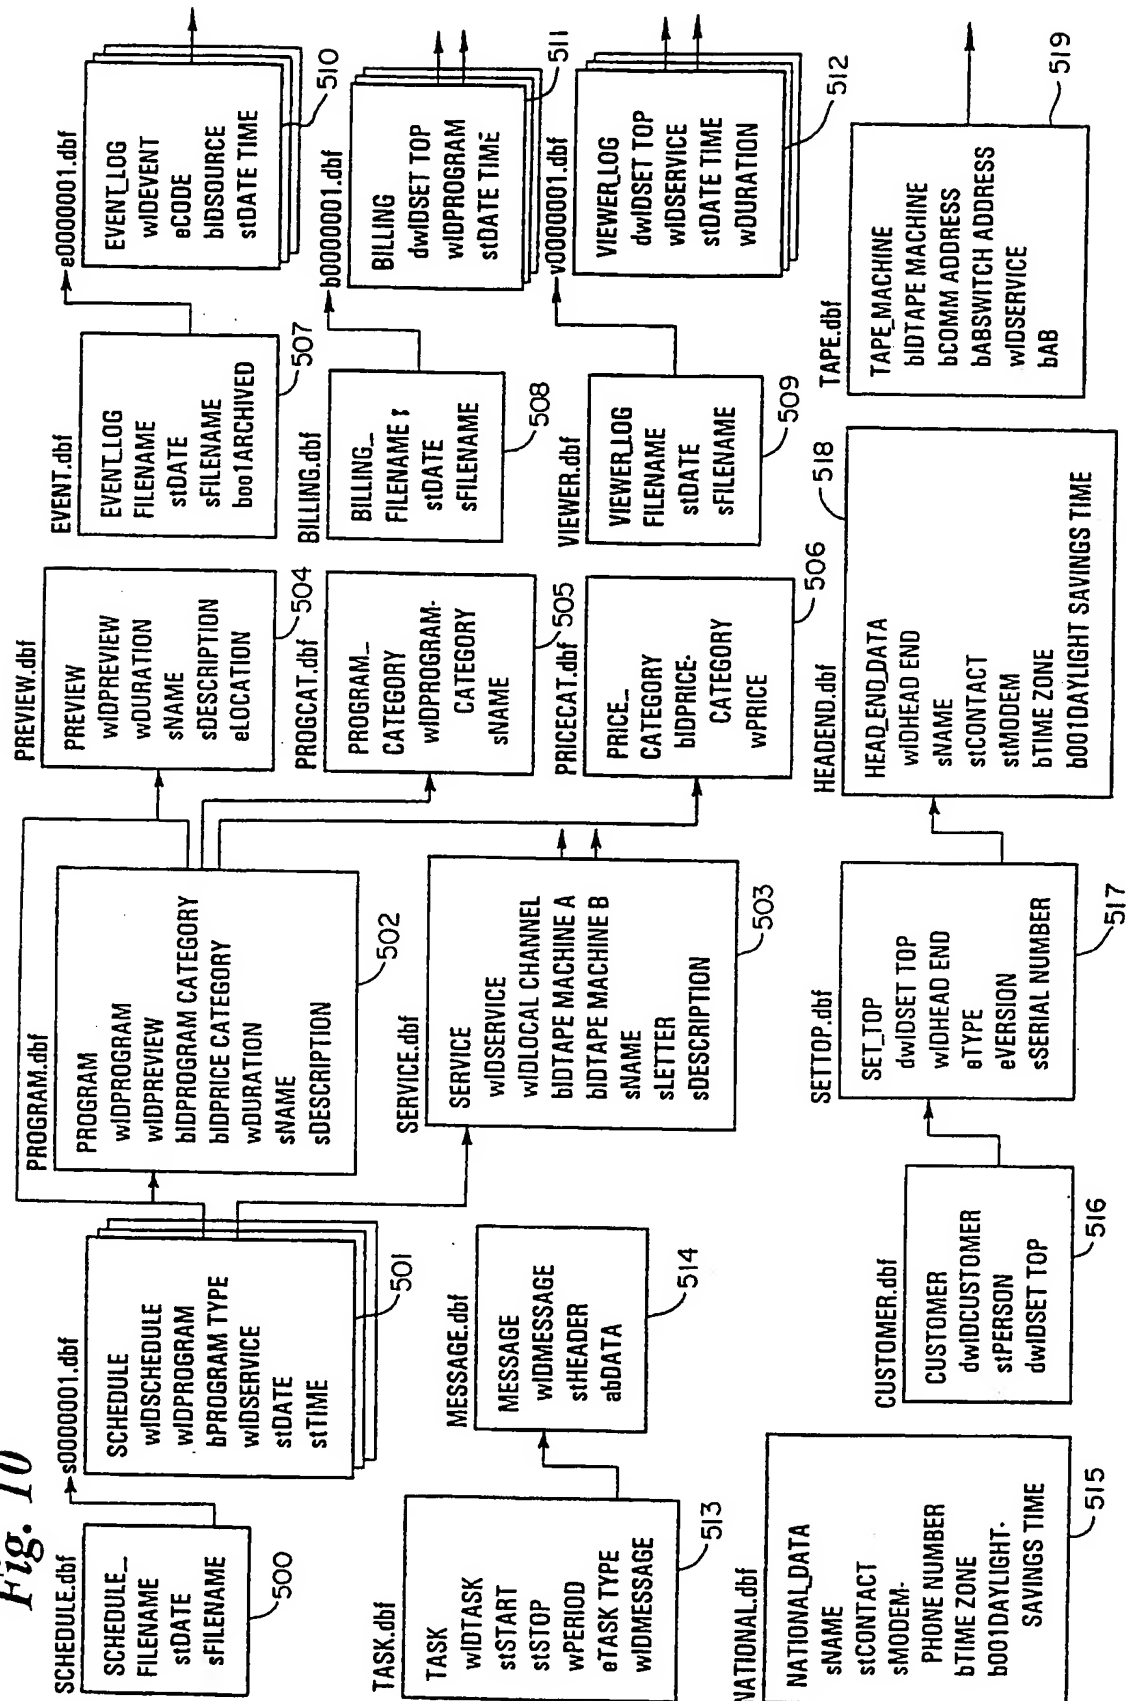 Fig. 10
SCHEDULE.dbf
SCHEDULE_
FILENAME
stDATE
sFILENAME
500
s0000001.dbf
SCHEDULE
wIDSCHEDULE
wIDPROGRAM
bPROGRAM TYPE
wIDSERVICE
stDATE
stTIME
501
PROGRAM.dbf
PROGRAM
wIDPROGRAM
wIDPREVIEW
bIDPROGRAM CATEGORY
bIDPRICE CATEGORY
wDURATION
sNAME
sDESCRIPTION
502
SERVICE.dbf
SERVICE
wIDSERVICE
wIDLOCAL CHANNEL
bIDTAPE MACHINE A
bIDTAPE MACHINE B
sNAME
sLETTER
sDESCRIPTION
503
PREVIEW.dbf
PREVIEW
wIDPREVIEW
wDURATION
sNAME
sDESCRIPTION
eLOCATION
504
PROGCAT.dbf
PROGRAM_
CATEGORY
wIDPROGRAM-
CATEGORY
sNAME
505
PRICECAT.dbf
PRICE_
CATEGORY
bIDPRICE-
CATEGORY
wPRICE
506
EVENT.dbf
EVENT_LOG
FILENAME
stDATE
sFILENAME
boo1ARCHIVED
507
BILLING.dbf
BILLING_
FILENAME
stDATE
sFILENAME
508
VIEWER.dbf
VIEWER_LOG
FILENAME
stDATE
sFILENAME
509
e0000001.dbf
EVENT_LOG
wIDEVENT
eCODE
bIDSOURCE
stDATE TIME
510
b0000001.dbf
BILLING
dwIDSET TOP
wIDPROGRAM
stDATE TIME
511
v0000001.dbf
VIEWER_LOG
dwIDSET TOP
wIDSERVICE
stDATE TIME
wDURATION
512
TASK.dbf
TASK
wIDTASK
stSTART
stSTOP
wPERIOD
eTASK TYPE
wIDMESSAGE
513
MESSAGE.dbf
MESSAGE
wIDMESSAGE
stHEADER
abDATA
514
NATIONAL.dbf
NATIONAL_DATA
sNAME
stCONTACT
sMODEM-
PHONE NUMBER
bTIME ZONE
b001DAYLIGHT-
SAVINGS TIME
515
CUSTOMER.dbf
CUSTOMER
dwIDCUSTOMER
stPERSON
dwIDSET TOP
516
SETTOP.dbf
SET_TOP
dwIDSET TOP
wIDHEAD END
eTYPE
eVERSION
sSERIAL NUMBER
517
HEADEND.dbf
HEAD_END_DATA
wIDHEAD END
sNAME
stCONTACT
stMODEM
bTIME ZONE
b001DAYLIGHT SAVINGS TIME
518
TAPE.dbf
TAPE_MACHINE
bIDTAPE MACHINE
bCOMM ADDRESS
bABSWITCH ADDRESS
wIDSERVICE
bAB
519